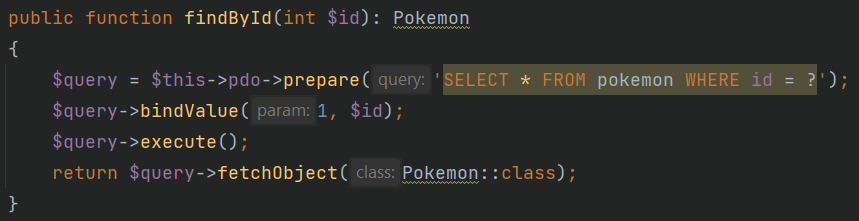 public function findById(int $id): Pokemon
{
    $query = $this->pdo->prepare( query: 'SELECT * FROM pokemon WHERE id = ?');
    $query->bindValue( param: 1, $id);
    $query->execute();
    return $query->fetchObject( class: Pokemon::class);
}